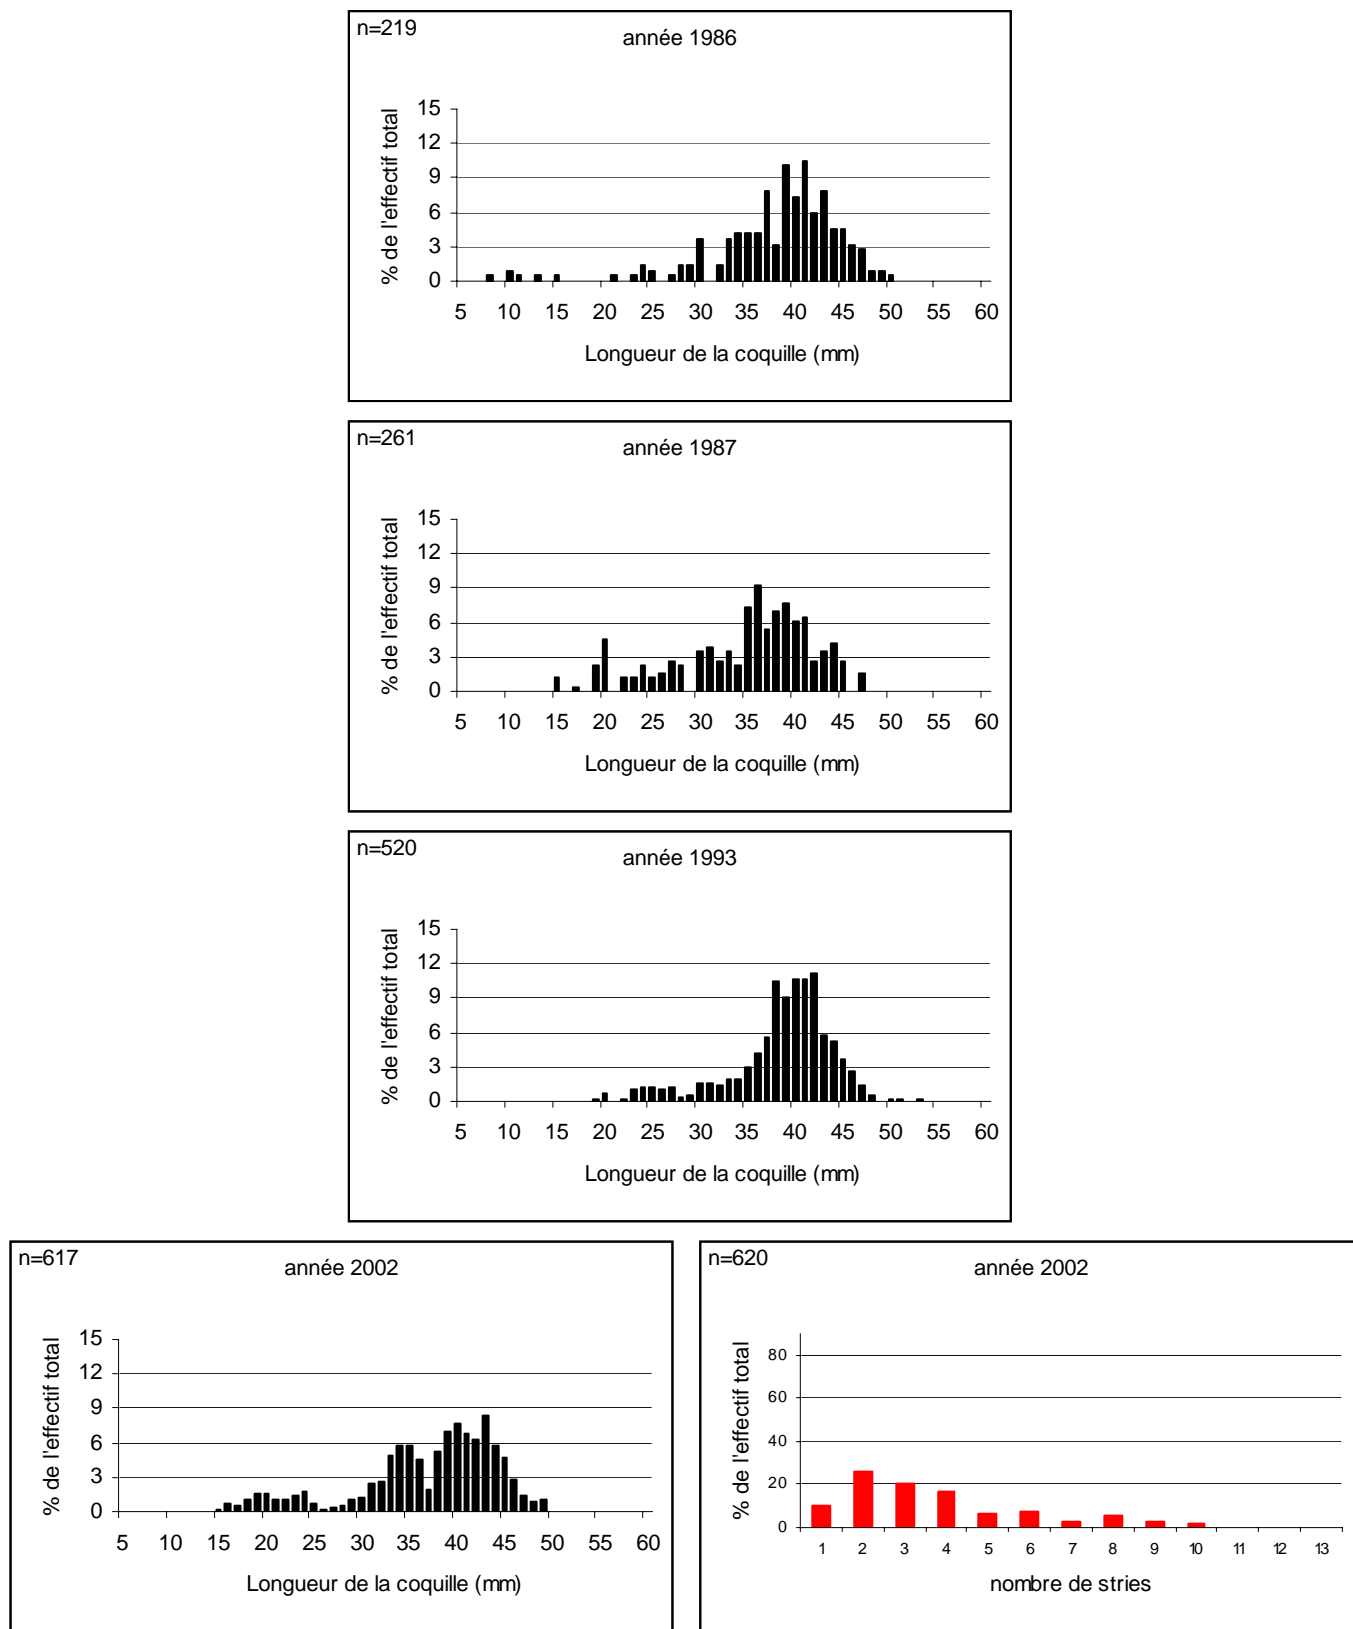 n=219
année 1986
% de l'effectif total
15
12
9
6
3
0
5 10 15 20 25 30 35 40 45 50 55 60
Longueur de la coquille (mm)
n=261
année 1987
% de l'effectif total
15
12
9
6
3
0
5 10 15 20 25 30 35 40 45 50 55 60
Longueur de la coquille (mm)
n=520
année 1993
% de l'effectif total
15
12
9
6
3
0
5 10 15 20 25 30 35 40 45 50 55 60
Longueur de la coquille (mm)
n=617
année 2002
% de l'effectif total
15
12
9
6
3
0
5 10 15 20 25 30 35 40 45 50 55 60
Longueur de la coquille (mm)
n=620
année 2002
% de l'effectif total
80
60
40
20
0
1 2 3 4 5 6 7 8 9 10 11 12 13
nombre de stries